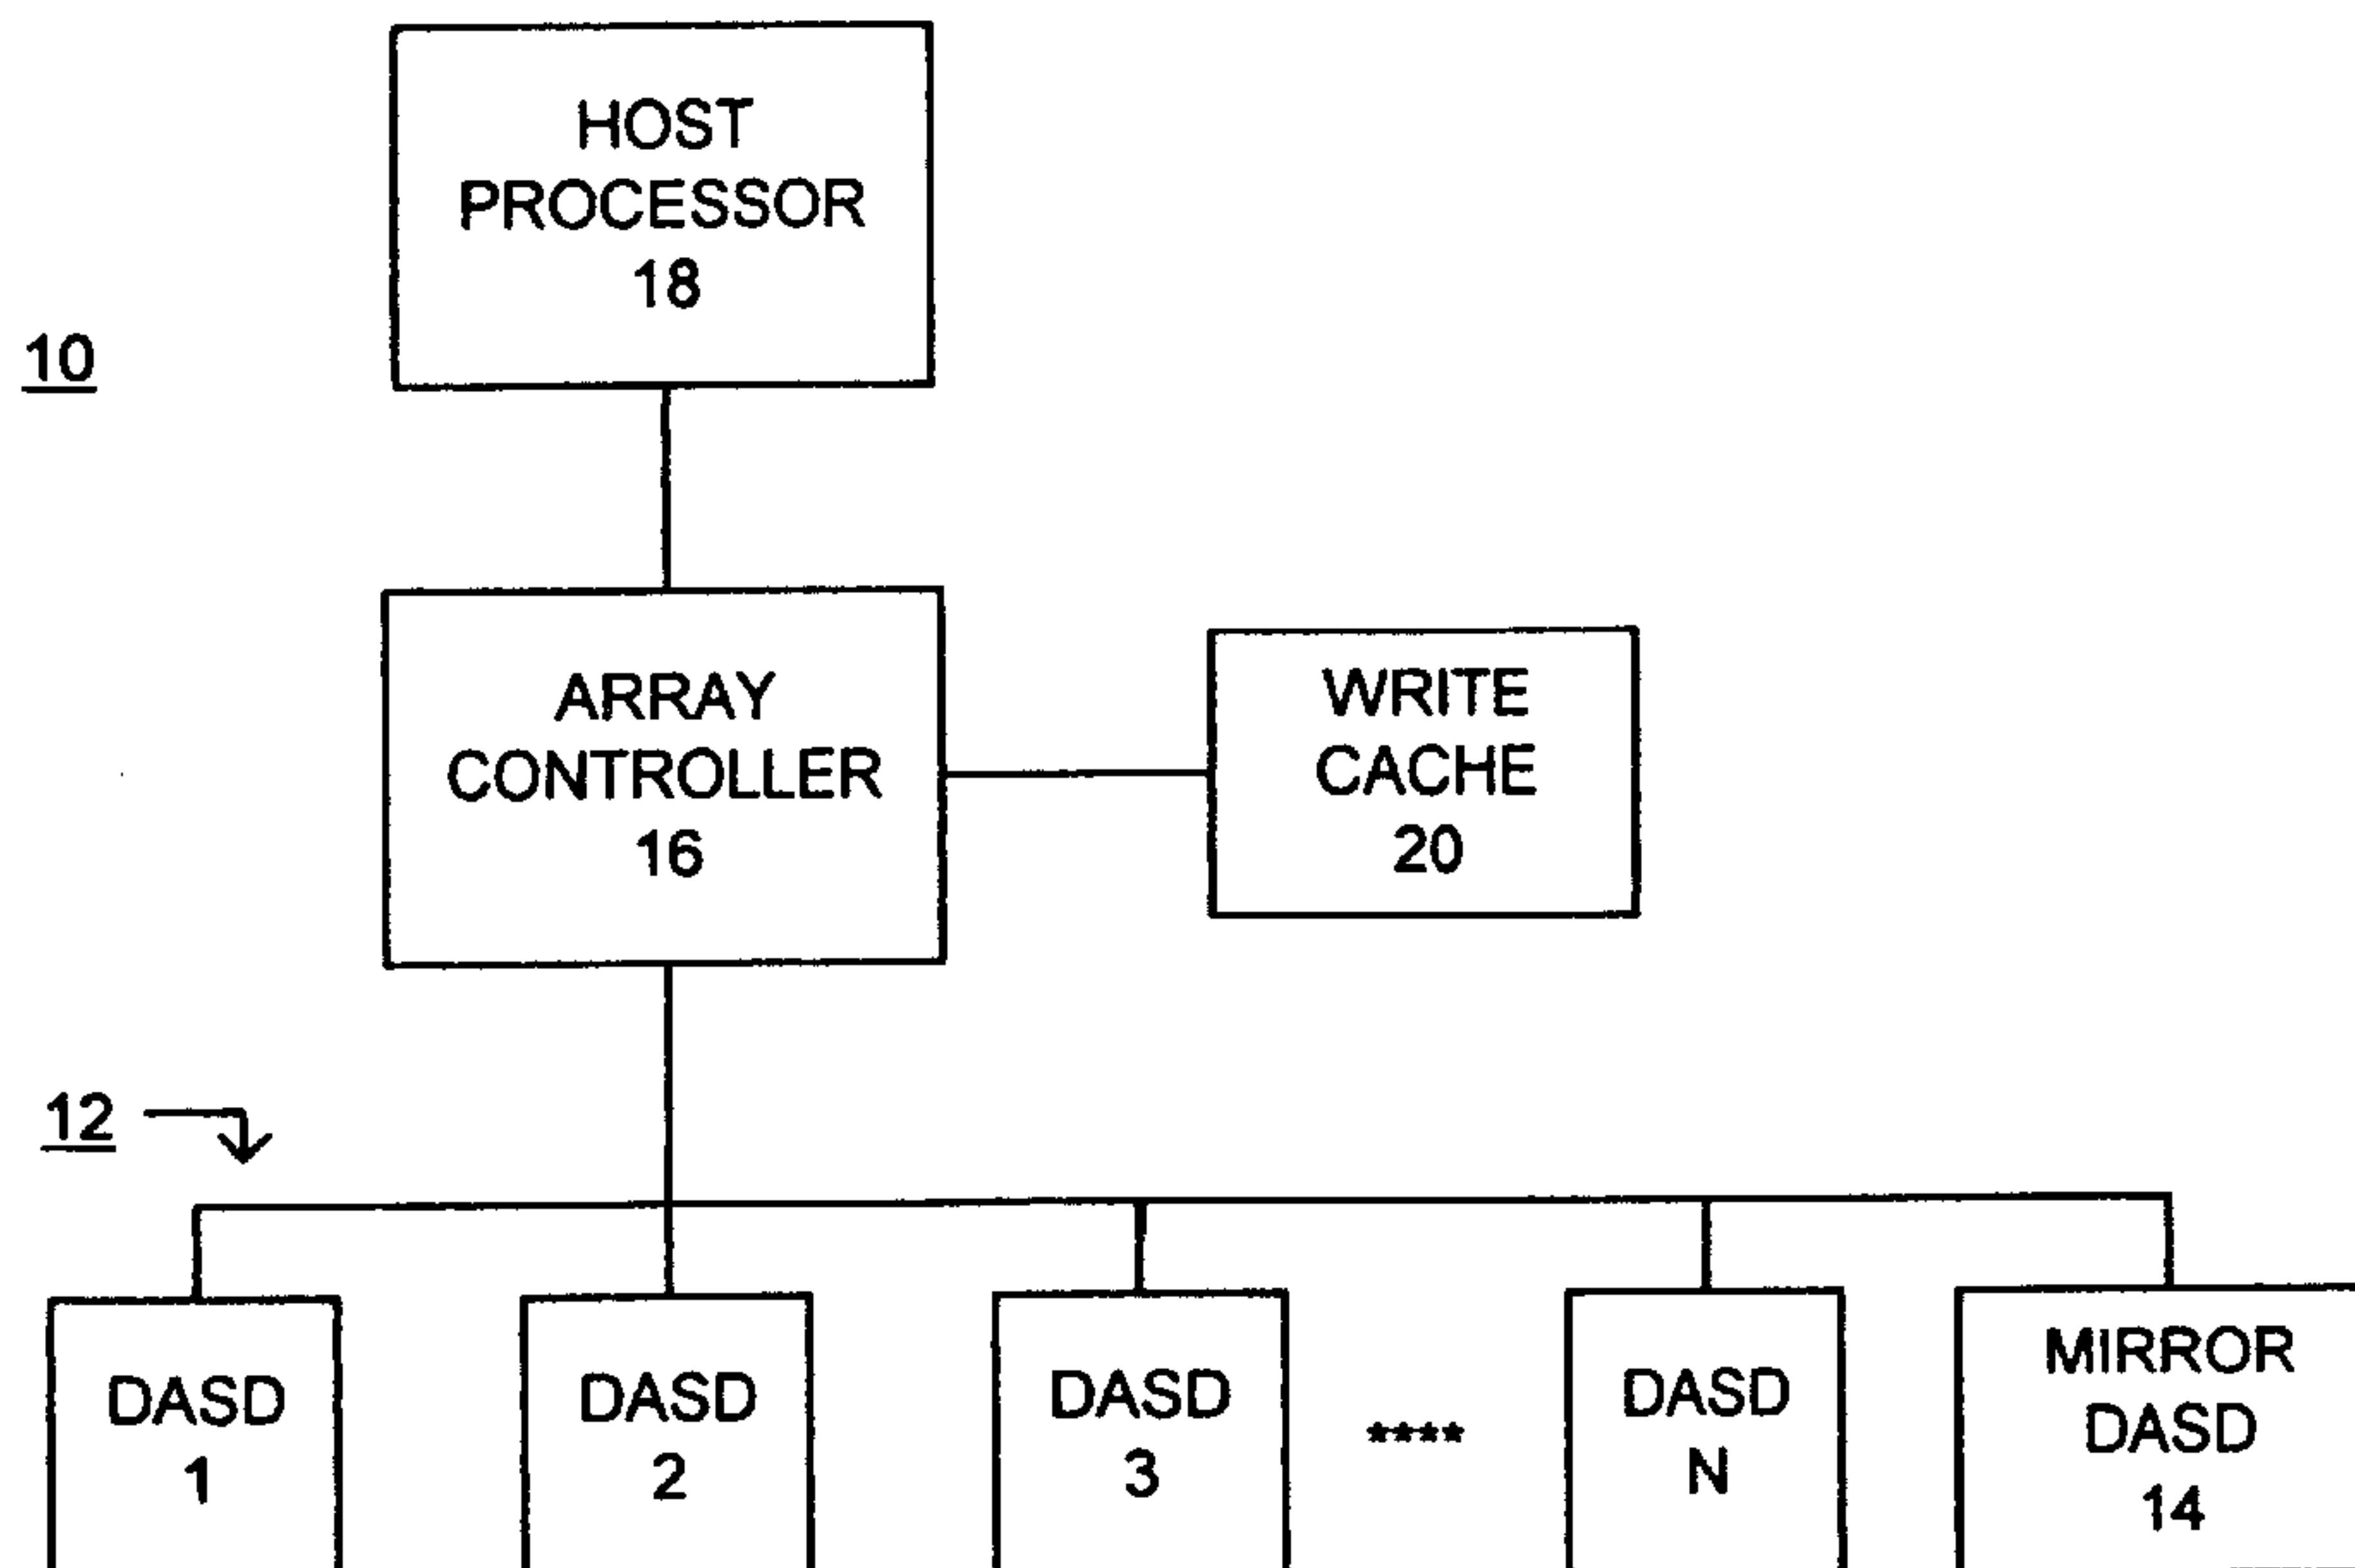 HOST
PROCESSOR
18
10
ARRAY
CONTROLLER
16
WRITE
CACHE
20
12
DASD
1
DASD
2
DASD
3
****
DASD
N
MIRROR
DASD
14